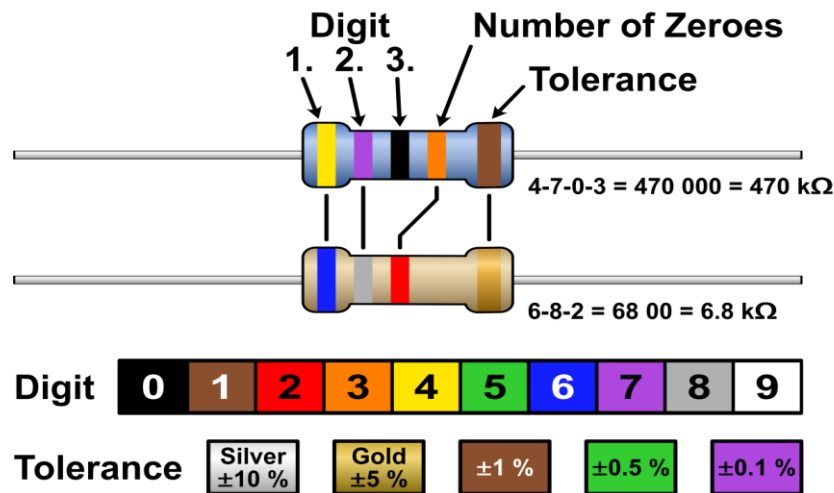 Digit
Number of Zeroes
1. 2. 3.
Tolerance
4-7-0-3 = 470 000 = 470 kΩ
6-8-2 = 68 00 = 6.8 kΩ
Digit 0 1 2 3 4 5 6 7 8 9
Tolerance
Silver
±10 %
Gold
±5 %
±1 %
±0.5 %
±0.1 %